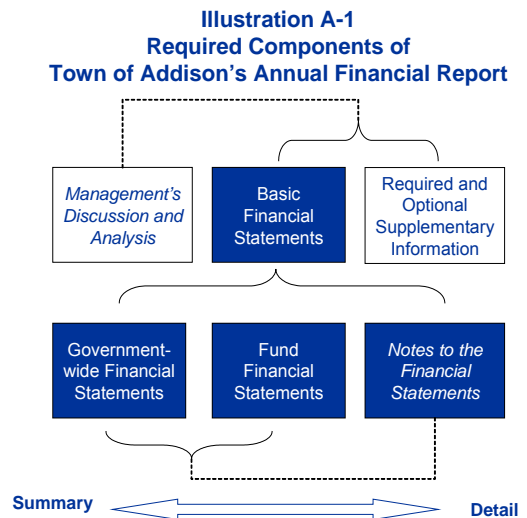 Illustration A-1
Required Components of
Town of Addison's Annual Financial Report
Management's
Discussion and
Analysis
Basic
Financial
Statements
Required and
Optional
Supplementary
Information
Government-
wide Financial
Statements
Fund
Financial
Statements
Notes to the
Financial
Statements
Summary
Detail